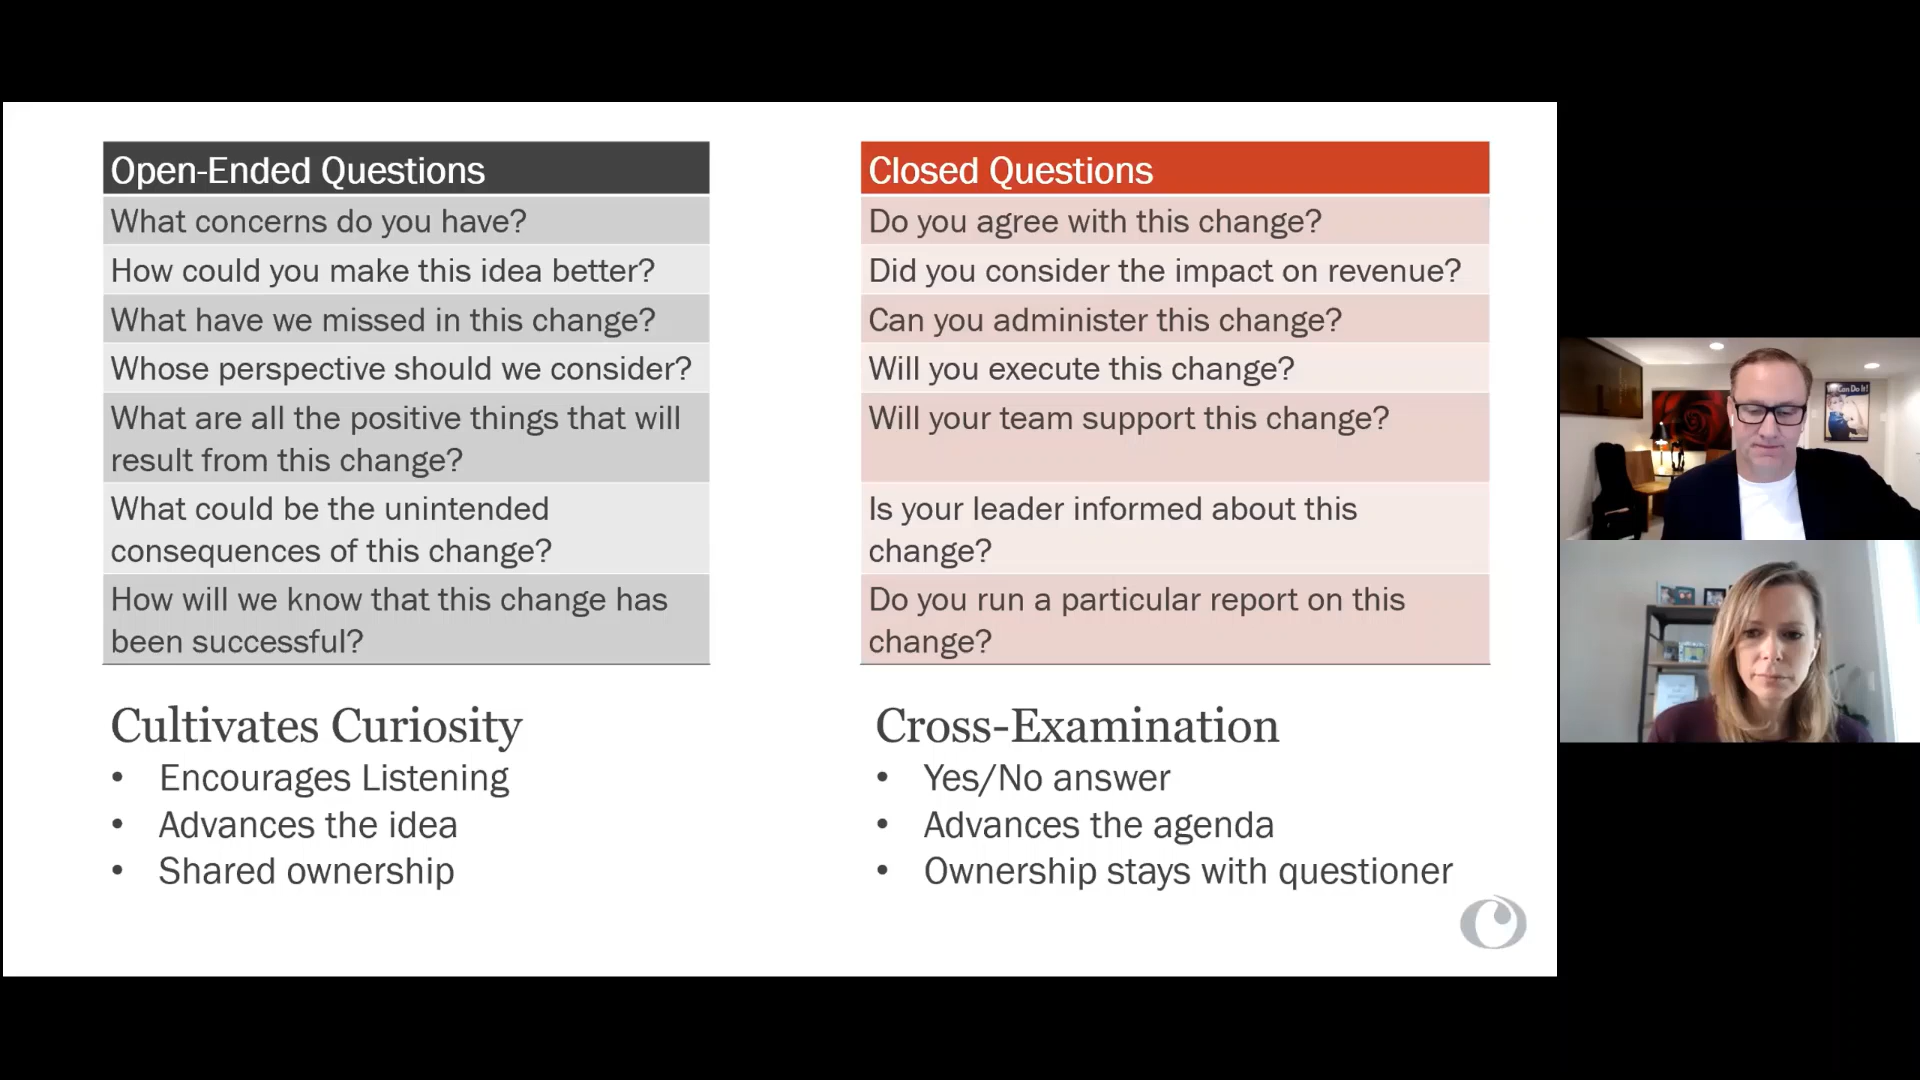 Open-Ended Questions
What concerns do you have?
How could you make this idea better?
What have we missed in this change?
Whose perspective should we consider?
What are all the positive things that will
result from this change?
What could be the unintended
consequences of this change?
How will we know that this change has
been successful?
Cultivates Curiosity
• Encourages Listening
• Advances the idea
• Shared ownership
Closed Questions
Do you agree with this change?
Did you consider the impact on revenue?
Can you administer this change?
Will you execute this change?
Will your team support this change?
Is your leader informed about this
change?
Do you run a particular report on this
change?
Cross-Examination
• Yes/No answer
• Advances the agenda
• Ownership stays with questioner
Can Do It!